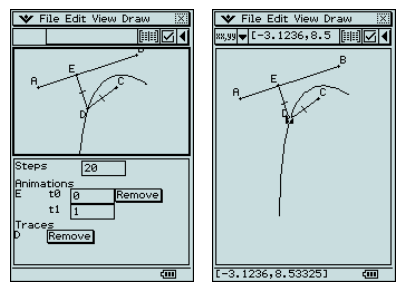 File Edit View Draw
B
E
A
C
D
Steps 20
Animations
E t0 0 Remove
t1 1
Traces
D Remove
File Edit View Draw
xx,yy [-3.1236,8.5
B
E
A
C
D
[-3.1236,8.53325]